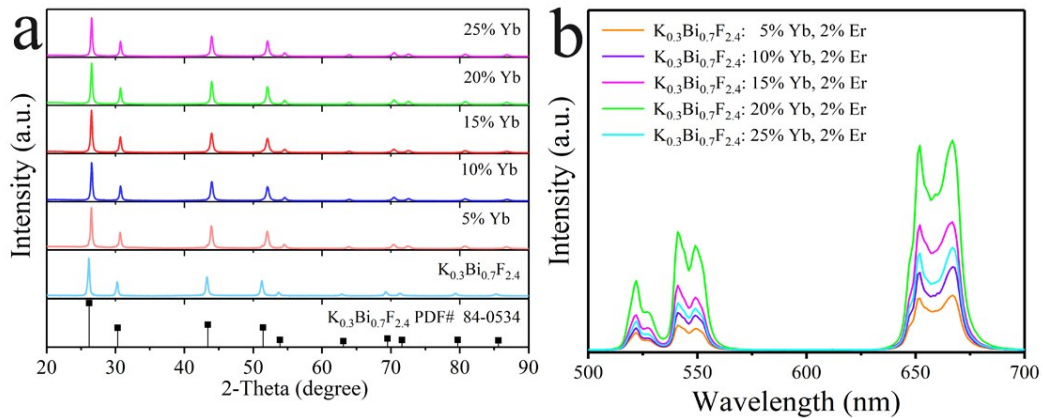 a
25% Yb
20% Yb
15% Yb
10% Yb
5% Yb
K0.3Bi0.7F2.4
K0.3Bi0.7F2.4 PDF# 84-0534
Intensity (a.u.)
20 30 40 50 60 70 80 90
2-Theta (degree)
b
K0.3Bi0.7F2.4: 5% Yb, 2% Er
K0.3Bi0.7F2.4: 10% Yb, 2% Er
K0.3Bi0.7F2.4: 15% Yb, 2% Er
K0.3Bi0.7F2.4: 20% Yb, 2% Er
K0.3Bi0.7F2.4: 25% Yb, 2% Er
Intensity (a.u.)
500 550 600 650 700
Wavelength (nm)